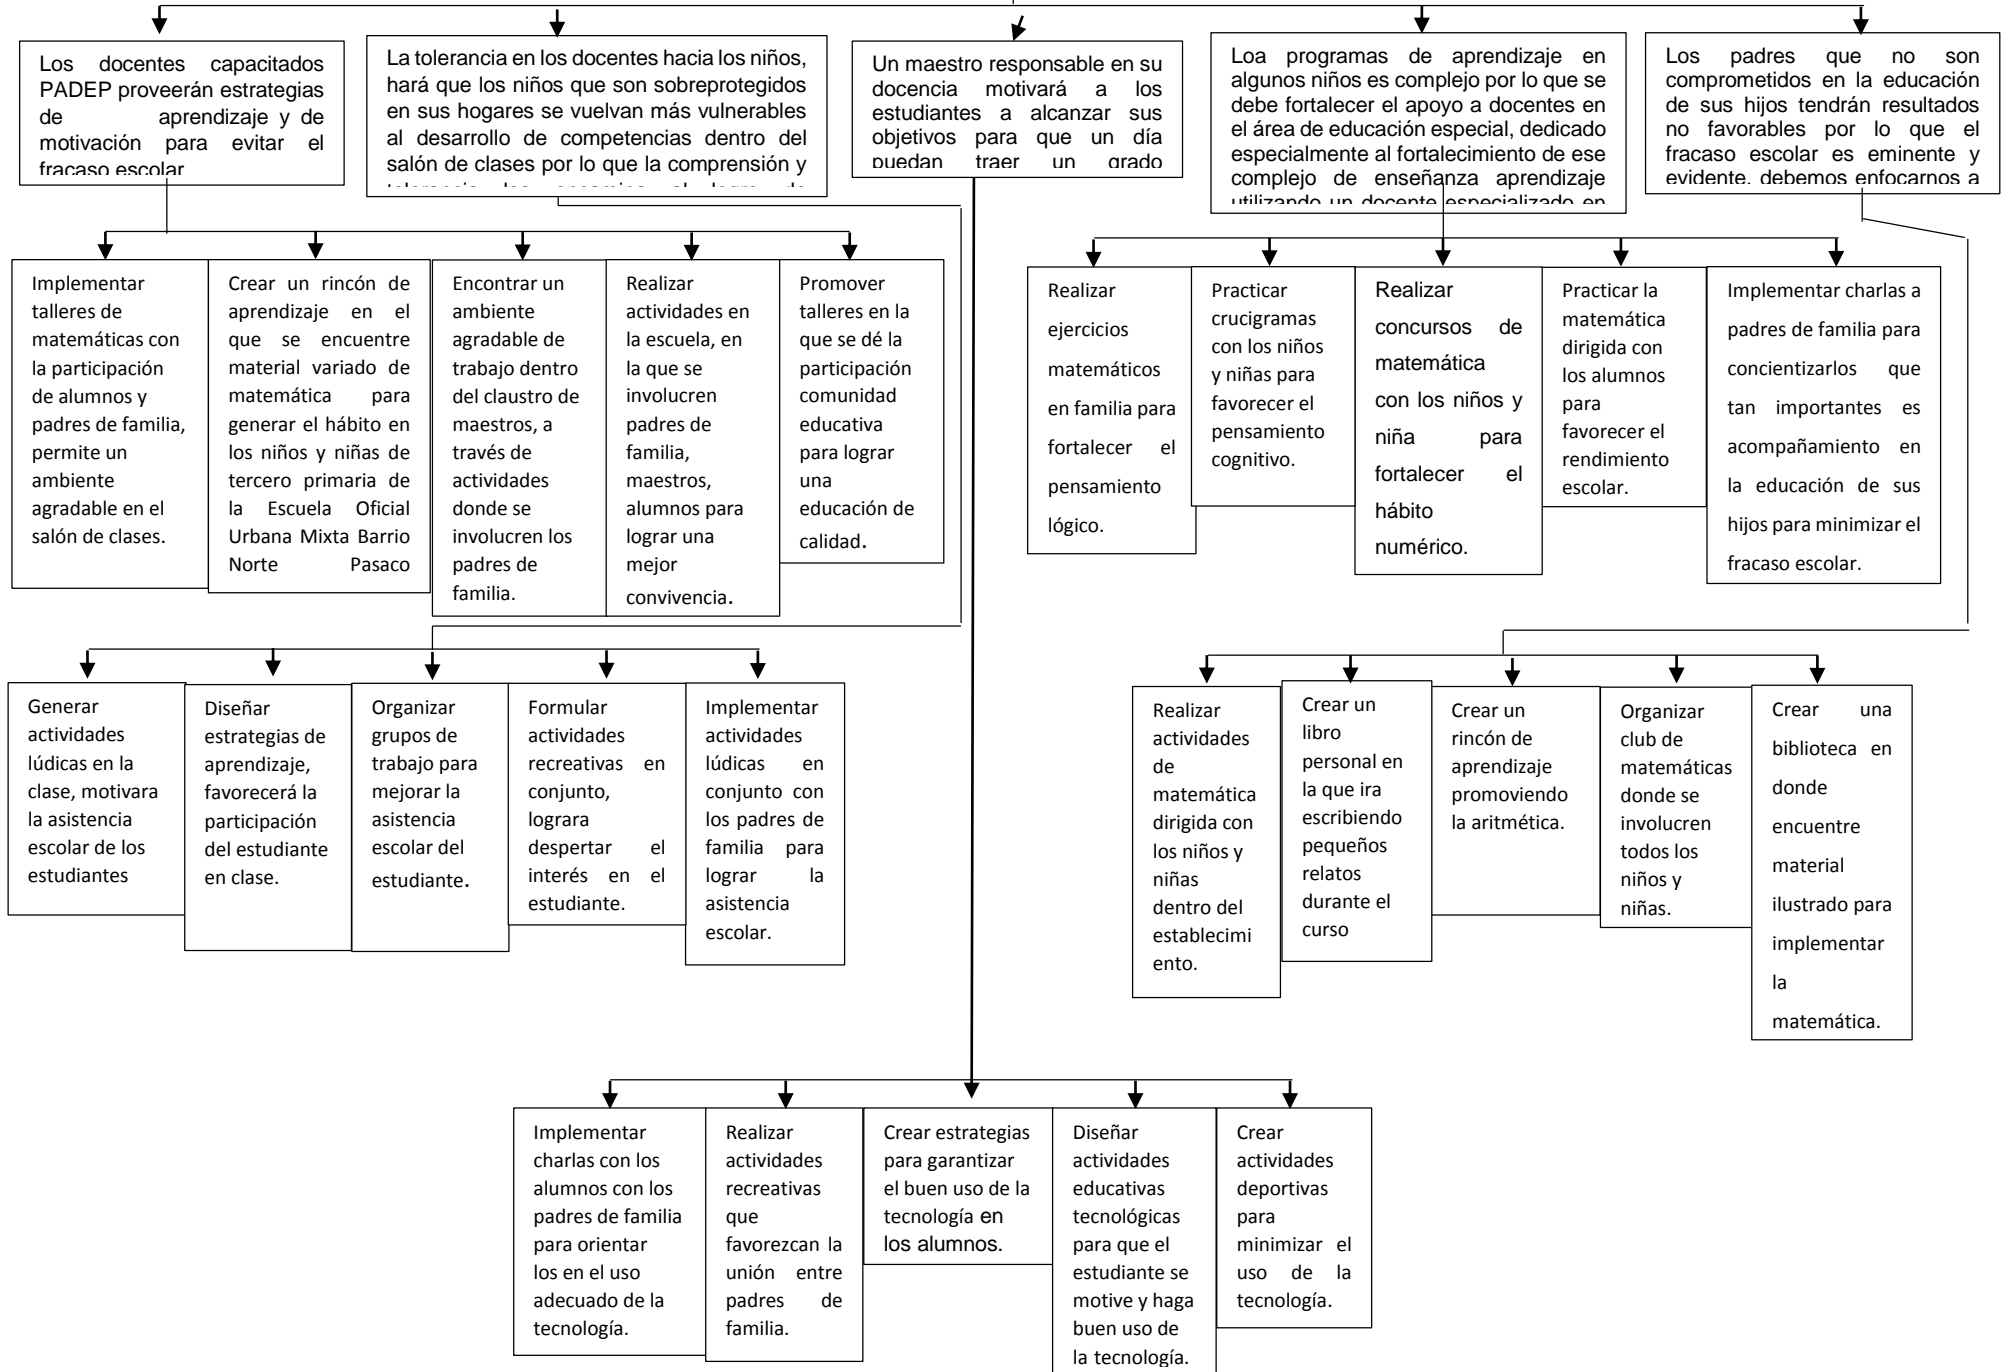 Los docentes capacitados
PADEP proveerán estrategias
de aprendizaje y de
motivación para evitar el
fracaso escolar
La tolerancia en los docentes hacia los niños,
hará que los niños que son sobreprotegidos
en sus hogares se vuelvan más vulnerables
al desarrollo de competencias dentro del
salón de clases por lo que la comprensión y
Un maestro responsable en su
docencia motivará a los
estudiantes a alcanzar sus
objetivos para que un día
puedan traer un grado
Loa programas de aprendizaje en
algunos niños es complejo por lo que se
debe fortalecer el apoyo a docentes en
el área de educación especial, dedicado
especialmente al fortalecimiento de ese
complejo de enseñanza aprendizaje
utilizando un docente especializado en
Los padres que no son
comprometidos en la educación
de sus hijos tendrán resultados
no favorables por lo que el
fracaso escolar es eminente y
evidente, debemos enfocarnos a
Implementar
talleres de
matemáticas con
la participación
de alumnos y
padres de familia,
permite un
ambiente
agradable en el
salón de clases.
Crear un rincón de
aprendizaje en el
que se encuentre
material variado de
matemática para
generar el hábito en
los niños y niñas de
tercero primaria de
la Escuela Oficial
Urbana Mixta Barrio
Norte Pasaco
Encontrar un
ambiente
agradable de
trabajo dentro
del claustro de
maestros, a
través de
actividades
donde se
involucren los
padres de
familia.
Realizar
actividades en
la escuela, en
la que se
involucren
padres de
familia,
maestros,
alumnos para
lograr una
mejor
convivencia.
Promover
talleres en la
que se dé la
participación
comunidad
educativa
para lograr
una
educación de
calidad.
Realizar
ejercicios
matemáticos
en familia para
fortalecer el
pensamiento
lógico.
Practicar
crucigramas
con los niños
y niñas para
favorecer el
pensamiento
cognitivo.
Realizar
concursos de
matemática
con los niños y
niña para
fortalecer el
hábito
numérico.
Practicar la
matemática
dirigida con
los alumnos
para
favorecer el
rendimiento
escolar.
Implementar charlas a
padres de familia para
concientizarlos que
tan importantes es
acompañamiento en
la educación de sus
hijos para minimizar el
fracaso escolar.
Generar
actividades
lúdicas en la
clase, motivara
la asistencia
escolar de los
estudiantes
Diseñar
estrategias de
aprendizaje,
favorecerá la
participación
del estudiante
en clase.
Organizar
grupos de
trabajo para
mejorar la
asistencia
escolar del
estudiante.
Formular
actividades
recreativas en
conjunto,
lograra
despertar el
interés en el
estudiante.
Implementar
actividades
lúdicas en
conjunto con
los padres de
familia para
lograr la
asistencia
escolar.
Realizar
actividades
de
matemática
dirigida con
los niños y
niñas
dentro del
establecimi
ento.
Crear un
libro
personal en
la que ira
escribiendo
pequeños
relatos
durante el
curso
Crear un
rincón de
aprendizaje
promoviendo
la aritmética.
Organizar
club de
matemáticas
donde se
involucren
todos los
niños y
niñas.
Crear una
biblioteca en
donde
encuentre
material
ilustrado para
implementar
la
matemática.
Implementar
charlas con los
alumnos con los
padres de familia
para orientar
los en el uso
adecuado de la
tecnología.
Realizar
actividades
recreativas
que
favorezcan la
unión entre
padres de
familia.
Crear estrategias
para garantizar
el buen uso de la
tecnología en
los alumnos.
Diseñar
actividades
educativas
tecnológicas
para que el
estudiante se
motive y haga
buen uso de
la tecnología.
Crear
actividades
deportivas
para
minimizar el
uso de la
tecnología.